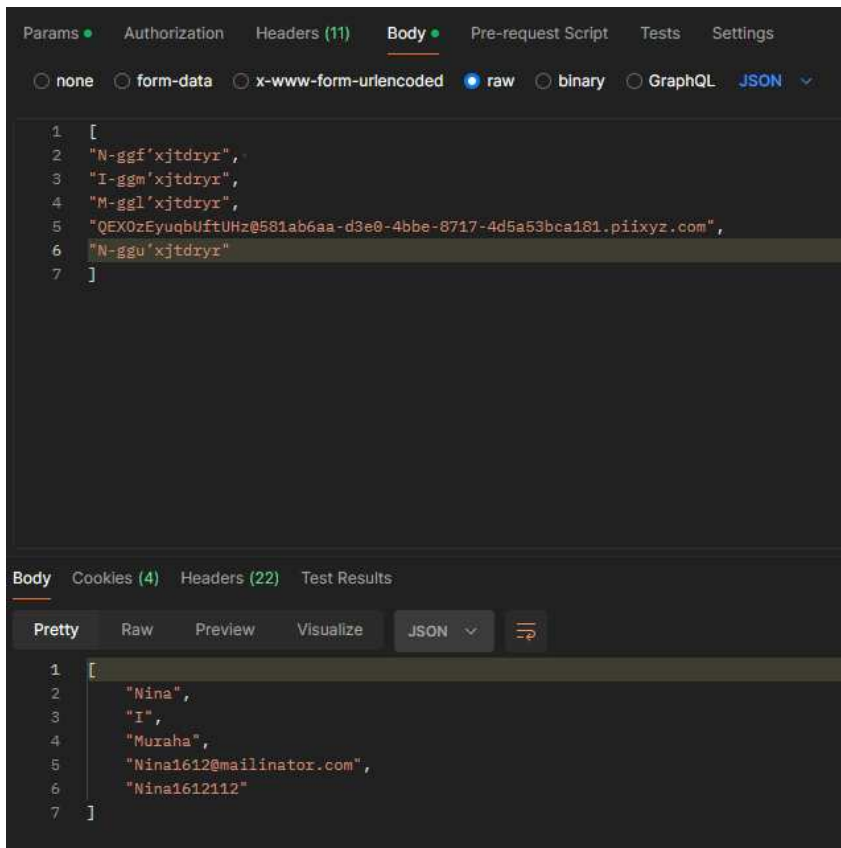 Params Authorization Headers (11) Body Pre-request Script Tests Settings
none form-data x-www-form-urlencoded raw binary GraphQL JSON
1 [
2 "N-ggf’xjtdryr",
3 "I-ggm’xjtdryr",
4 "M-ggl’xjtdryr",
5 "QEXOzEyuqbUftUHz@581ab6aa-d3e0-4bbe-8717-4d5a53bca181.piixyz.com",
6 "N-ggu’xjtdryr"
7 ]
Body Cookies (4) Headers (22) Test Results
Pretty Raw Preview Visualize JSON
1 [
2 "Nina",
3 "I",
4 "Muraha",
5 "Nina1612@mailinator.com",
6 "Nina1612112"
7 ]